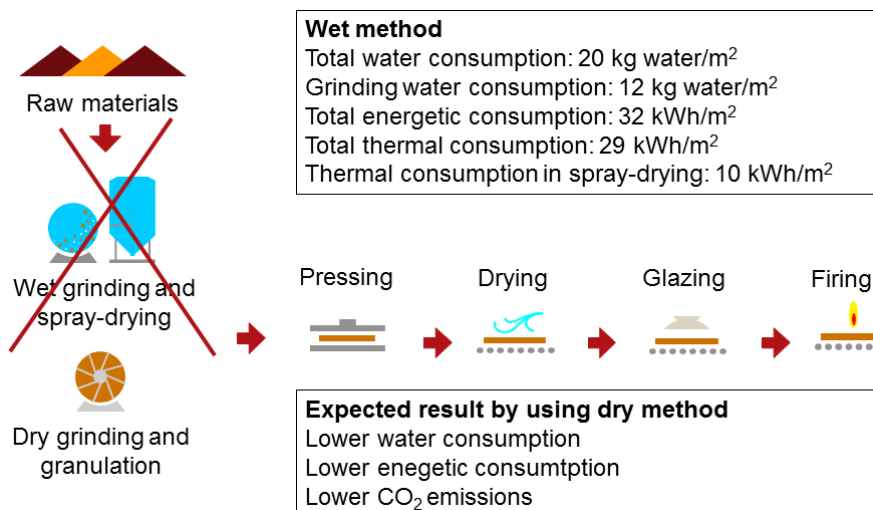 Raw materials
Wet grinding and
spray-drying
Dry grinding and
granulation
Wet method
Total water consumption: 20 kg water/m²
Grinding water consumption: 12 kg water/m²
Total energetic consumption: 32 kWh/m²
Total thermal consumption: 29 kWh/m²
Thermal consumption in spray-drying: 10 kWh/m²
Pressing
Drying
Glazing
Firing
Expected result by using dry method
Lower water consumption
Lower enegetic consumtption
Lower CO₂ emissions